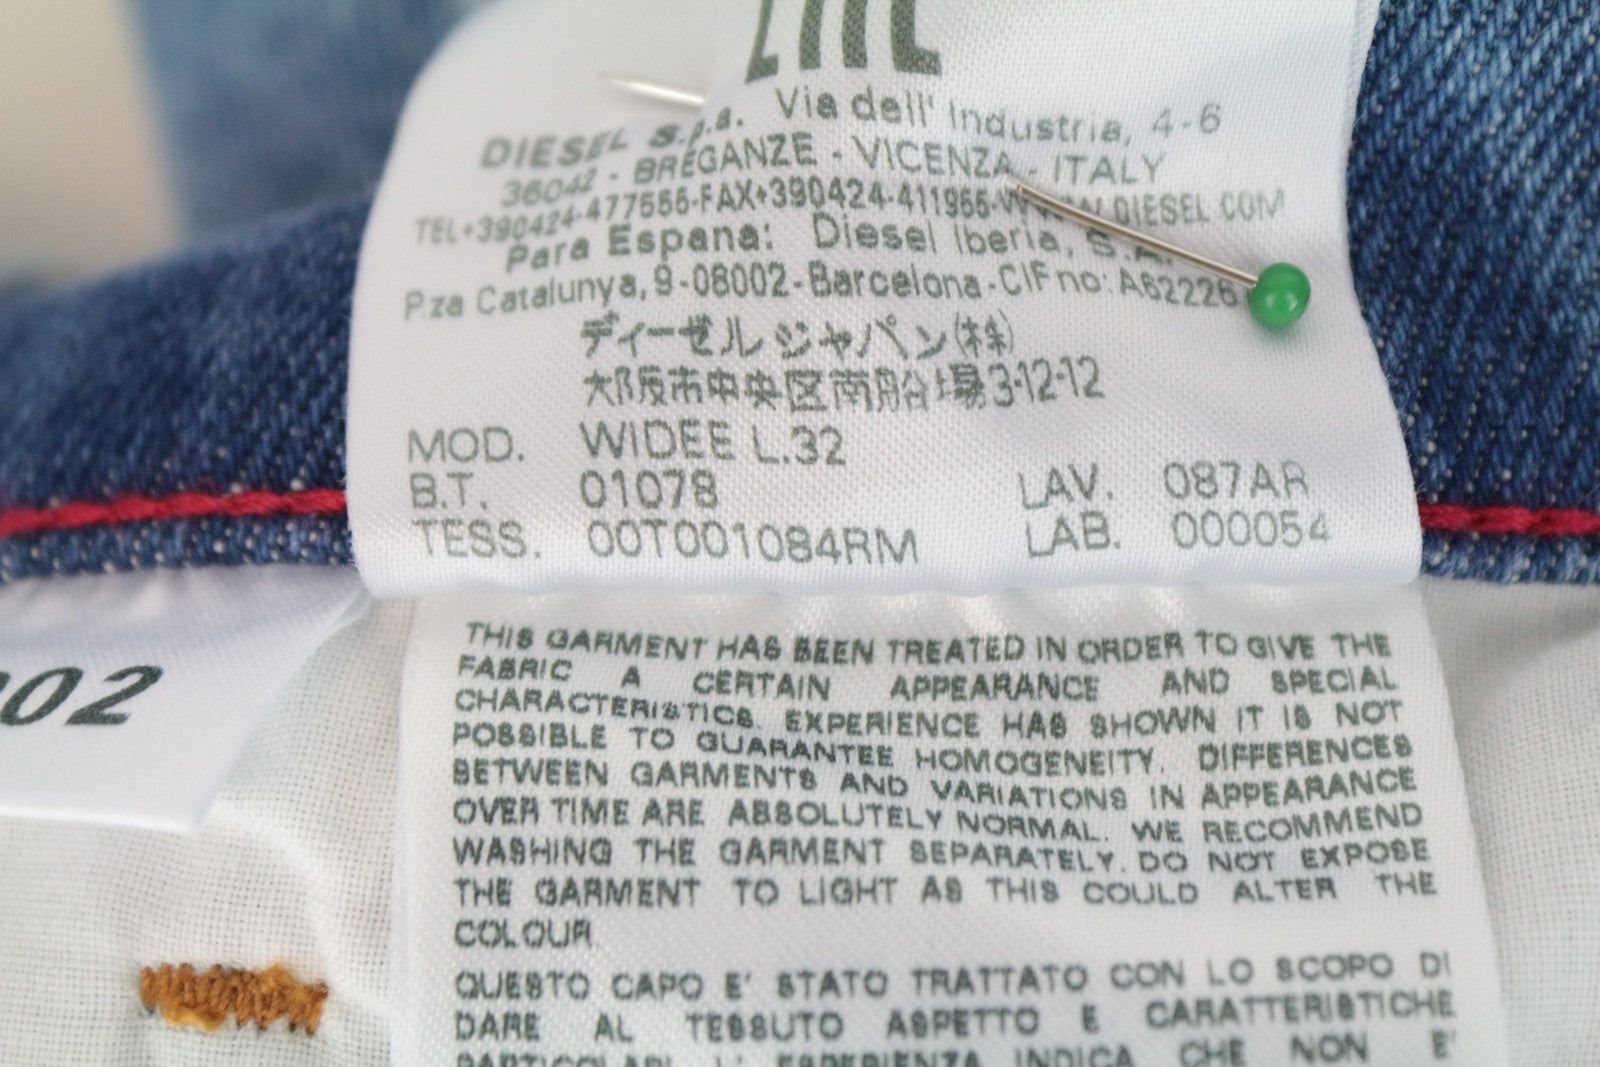 DIESEL S.p.a. Via dell' Industria, 4-6
36042 - BREGANZE - VICENZA - ITALY
TEL+390424-477555-FAX+390424-411955-WWW.DIESEL.COM
Para Espana: Diesel Iberia, S.A.
P.za Catalunya, 9-08002-Barcelona-CIF no: A62226
ディーゼル ジャパン(株)
大阪市中央区南船場3-12-12
MOD. WIDEE L.32
B.T. 01078 LAV. 087AR
TESS. 00T001084RM LAB. 000054
002
THIS GARMENT HAS BEEN TREATED IN ORDER TO GIVE THE
FABRIC A CERTAIN APPEARANCE AND SPECIAL
CHARACTERISTICS. EXPERIENCE HAS SHOWN IT IS NOT
POSSIBLE TO GUARANTEE HOMOGENEITY. DIFFERENCES
BETWEEN GARMENTS AND VARIATIONS IN APPEARANCE
OVER TIME ARE ABSOLUTELY NORMAL. WE RECOMMEND
WASHING THE GARMENT SEPARATELY. DO NOT EXPOSE
THE GARMENT TO LIGHT AS THIS COULD ALTER THE
COLOUR.
QUESTO CAPO E' STATO TRATTATO CON LO SCOPO DI
DARE AL TESSUTO ASPETTO E CARATTERISTICHE
PARTICOLARI L' ESPERIENZA INDICA CHE NON E'